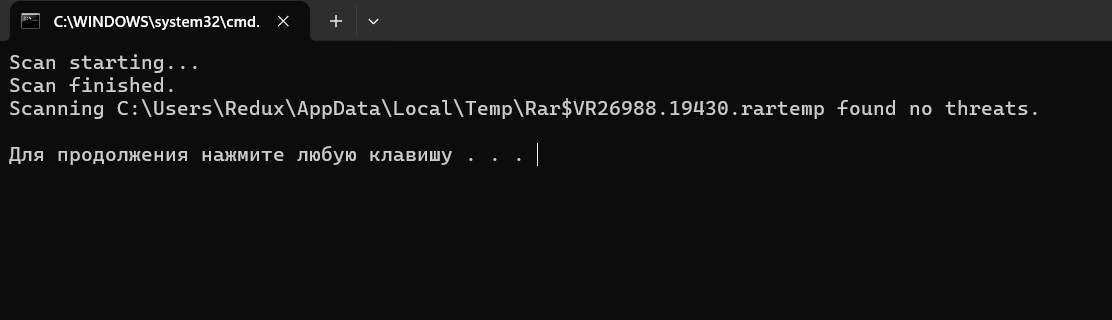 C:\WINDOWS\system32\cmd.
Scan starting...
Scan finished.
Scanning C:\Users\Redux\AppData\Local\Temp\Rar$VR26988.19430.rartemp found no threats.
Для продолжения нажмите любую клавишу . . .